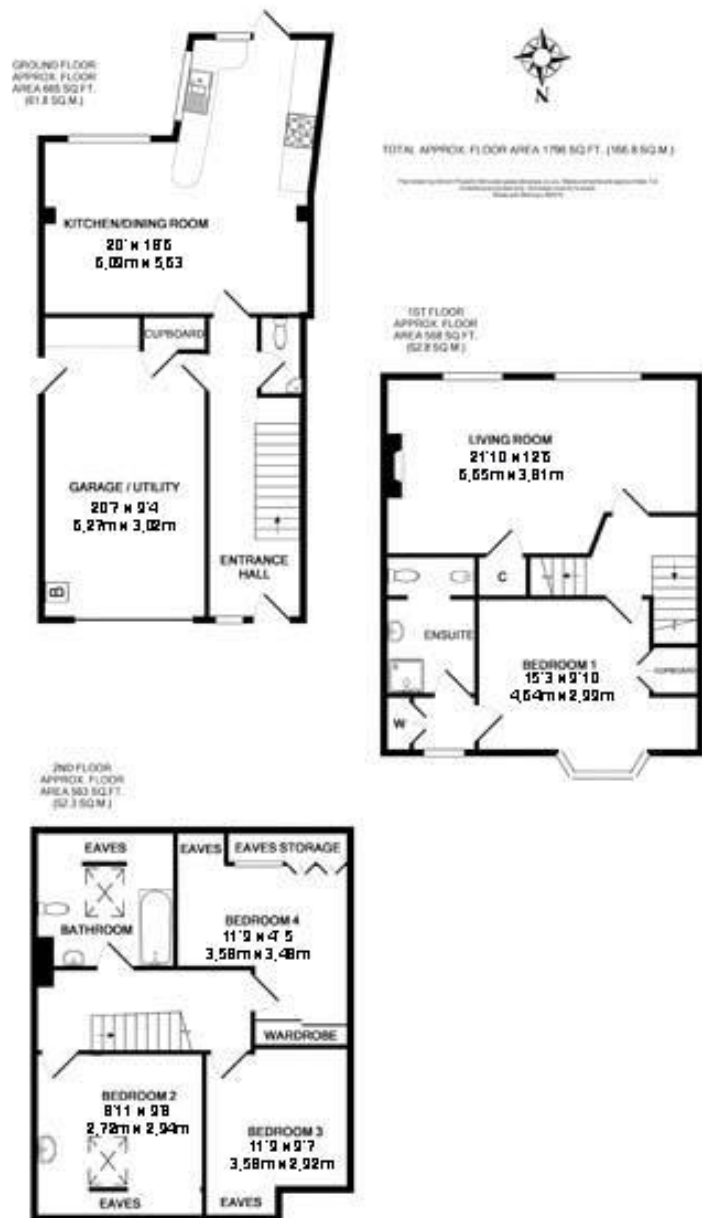 GROUND FLOOR
APPROX. FLOOR
AREA 665 SQ.FT.
(61.8 SQ.M.)
N
TOTAL APPROX. FLOOR AREA 1796 SQ.FT. (166.8 SQ.M.)
KITCHEN/DINING ROOM
20' x 18'6
6.09m x 5.63
CUPBOARD
GARAGE / UTILITY
20'7 x 9'4
6.27m x 3.02m
B
ENTRANCE
HALL
1ST FLOOR
APPROX. FLOOR
AREA 568 SQ.FT.
(52.8 SQ.M.)
LIVING ROOM
21'10 x 12'6
6.65m x 3.81m
C
ENSUITE
BEDROOM 1
15'3 x 9'10
4.64m x 2.99m
CUPBOARD
W
2ND FLOOR
APPROX. FLOOR
AREA 563 SQ.FT.
(52.3 SQ.M.)
EAVES
EAVES
EAVES STORAGE
BATHROOM
BEDROOM 4
11'9 x 4'5
3.58m x 3.48m
WARDROBE
BEDROOM 2
8'11 x 9'8
2.72m x 2.94m
BEDROOM 3
11'9 x 9'7
3.58m x 2.92m
EAVES
EAVES